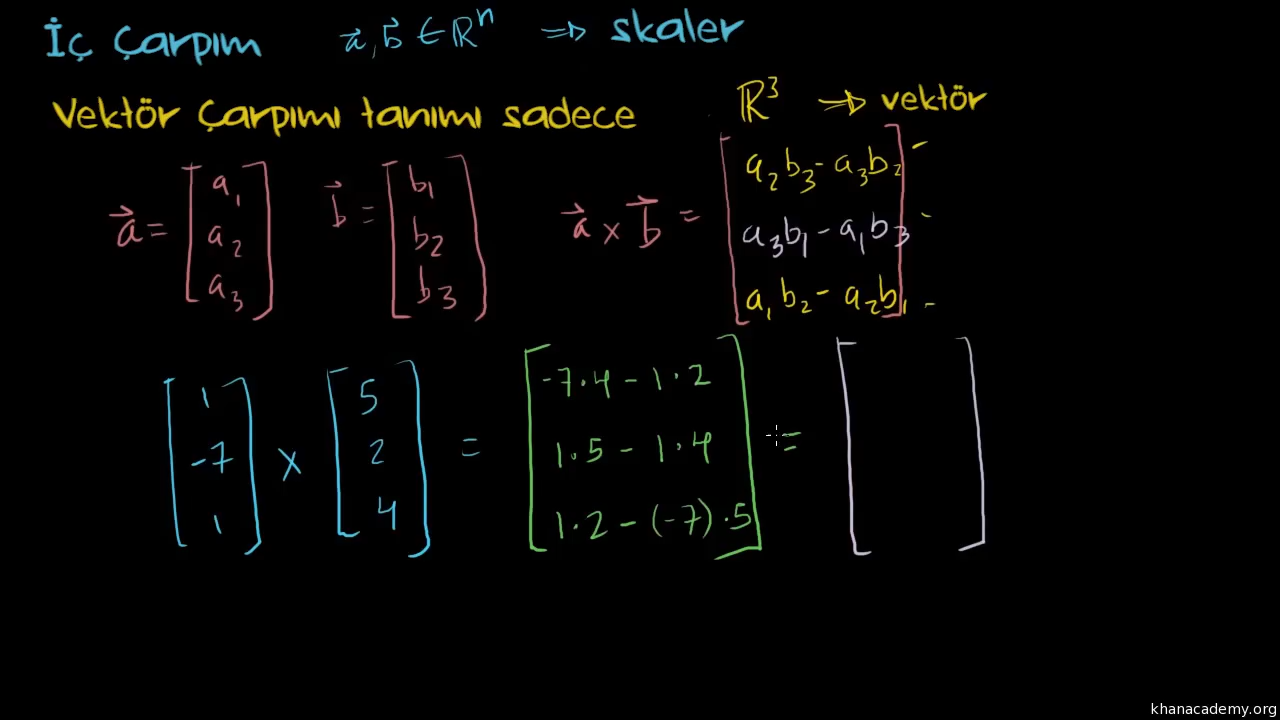 İç Çarpım a⃗, b⃗ ∈ ℝⁿ ⇒ skaler
Vektör Çarpımı tanımı sadece ℝ³ ⇒ vektör
a⃗ = [a₁ a₂ a₃] b⃗ = [b₁ b₂ b₃] a⃗ × b⃗ =
a₂b₃ - a₃b₂
a₃b₁ - a₁b₃
a₁b₂ - a₂b₁
[1 -7 1] × [5 2 4] =
-7·4 - 1·2
1·5 - 1·4
1·2 - (-7)·5
=
khanacademy.org